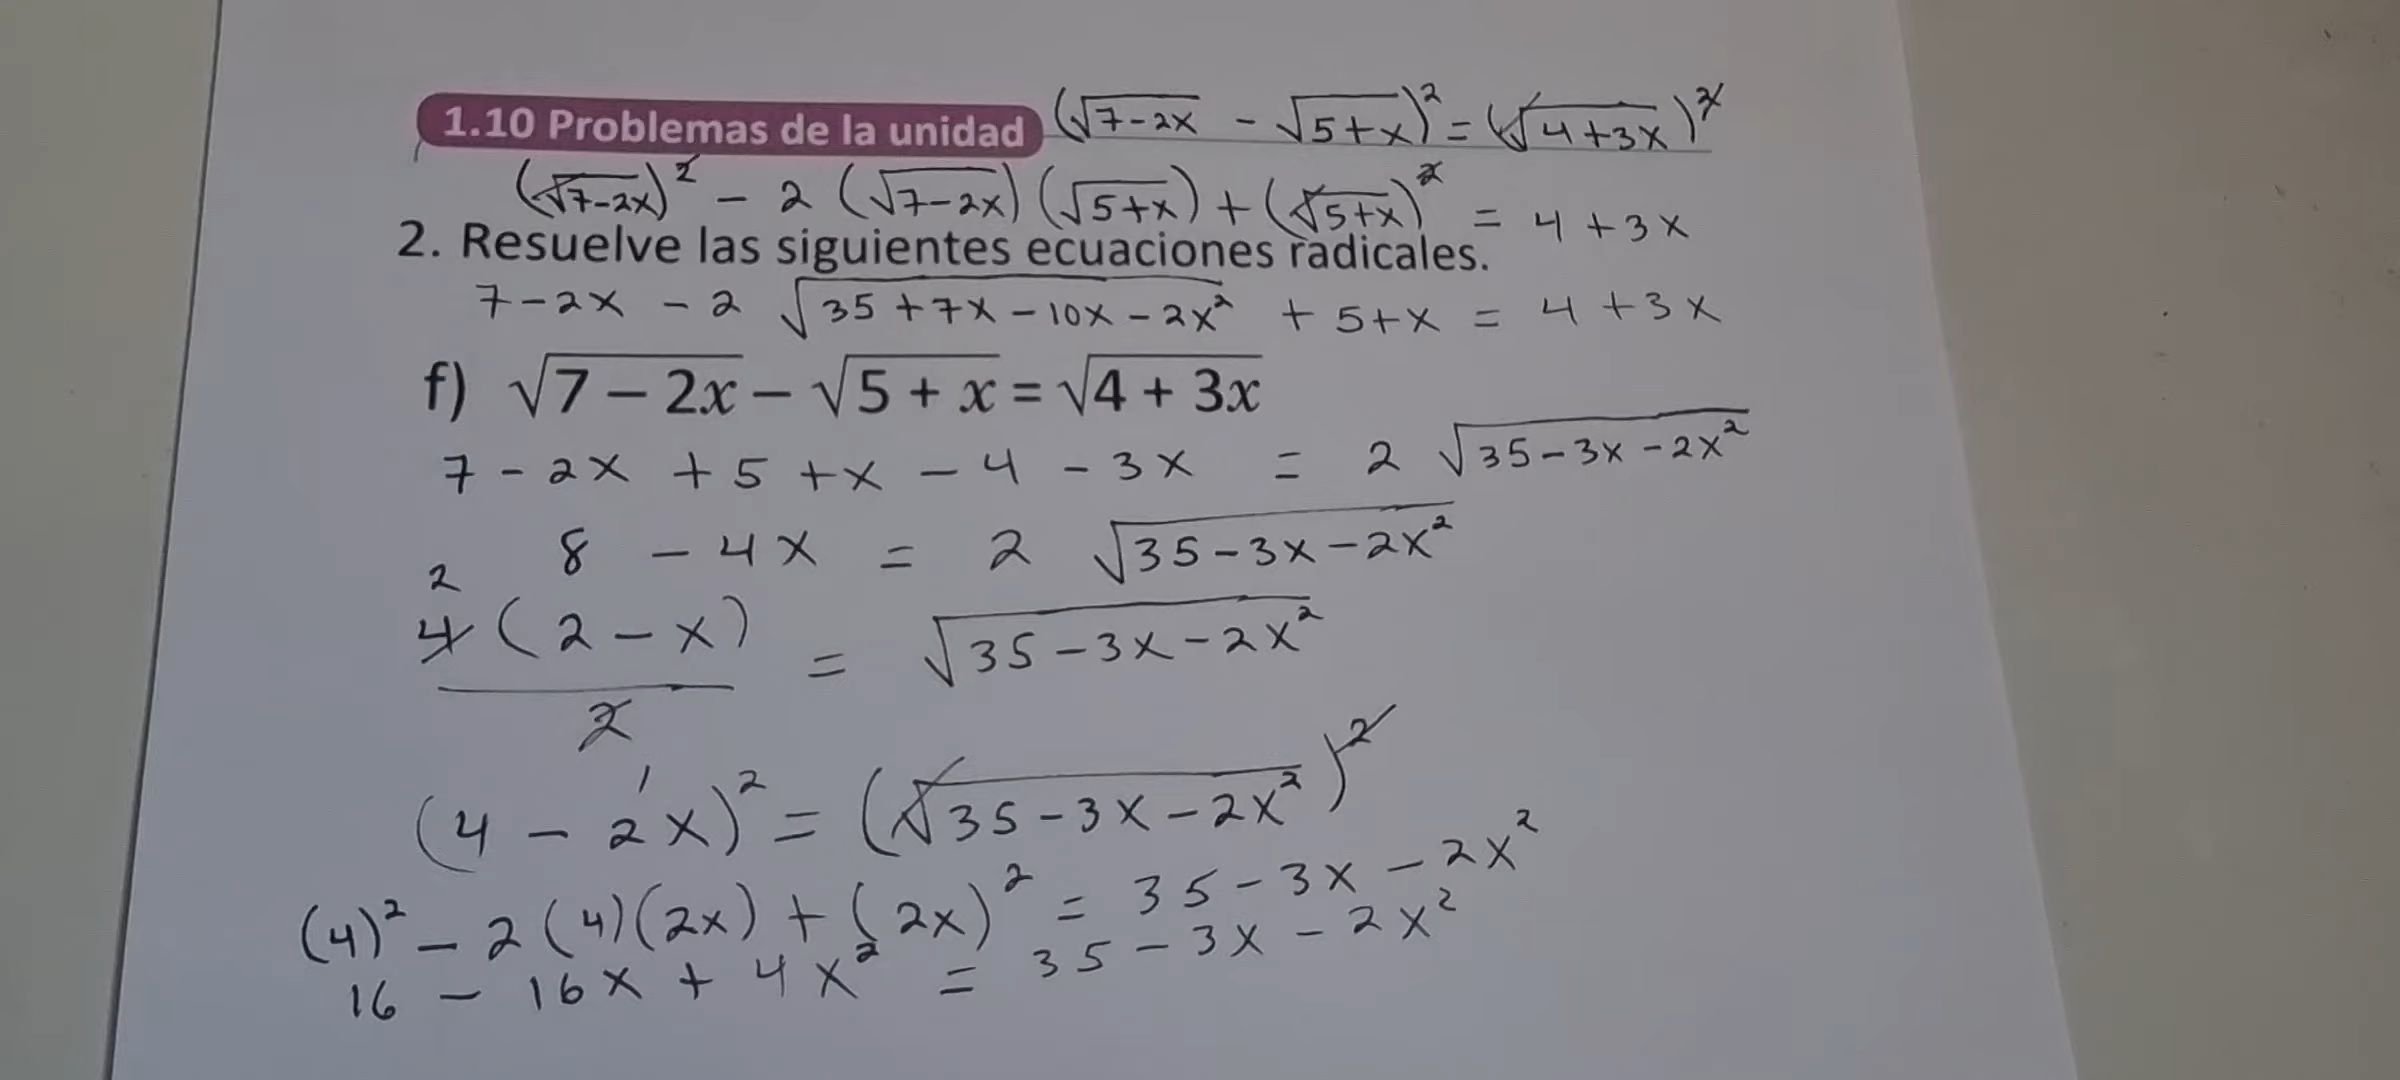 1.10 Problemas de la unidad (√7-2x - √5+x)² = (√4+3x)²
(√7-2x)² - 2 (√7-2x) (√5+x) + (√5+x)² = 4 + 3x
2. Resuelve las siguientes ecuaciones radicales.
7-2x - 2 √35+7x-10x-2x² + 5+x = 4 + 3x
f) √7 − 2x − √5 + x = √4 + 3x
7 - 2x + 5 + x - 4 - 3x = 2 √35-3x-2x²
8 - 4x = 2 √35-3x-2x²
2
4 (2 - x) = √35-3x-2x²
2
1
(4 - 2x)² = (√35-3x-2x²)²
(4)² - 2 (4)(2x) + (2x)² = 35-3x-2x²
16 - 16x + 4x² = 35-3x-2x²